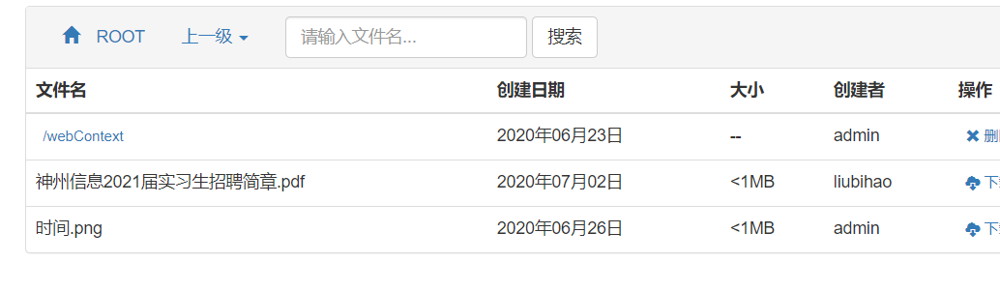 ROOT 上一级 请输入文件名... 搜索
文件名 创建日期 大小 创建者 操作
/webContext 2020年06月23日 -- admin 删
神州信息2021届实习生招聘简章.pdf 2020年07月02日 <1MB liubihao 下
时间.png 2020年06月26日 <1MB admin 下